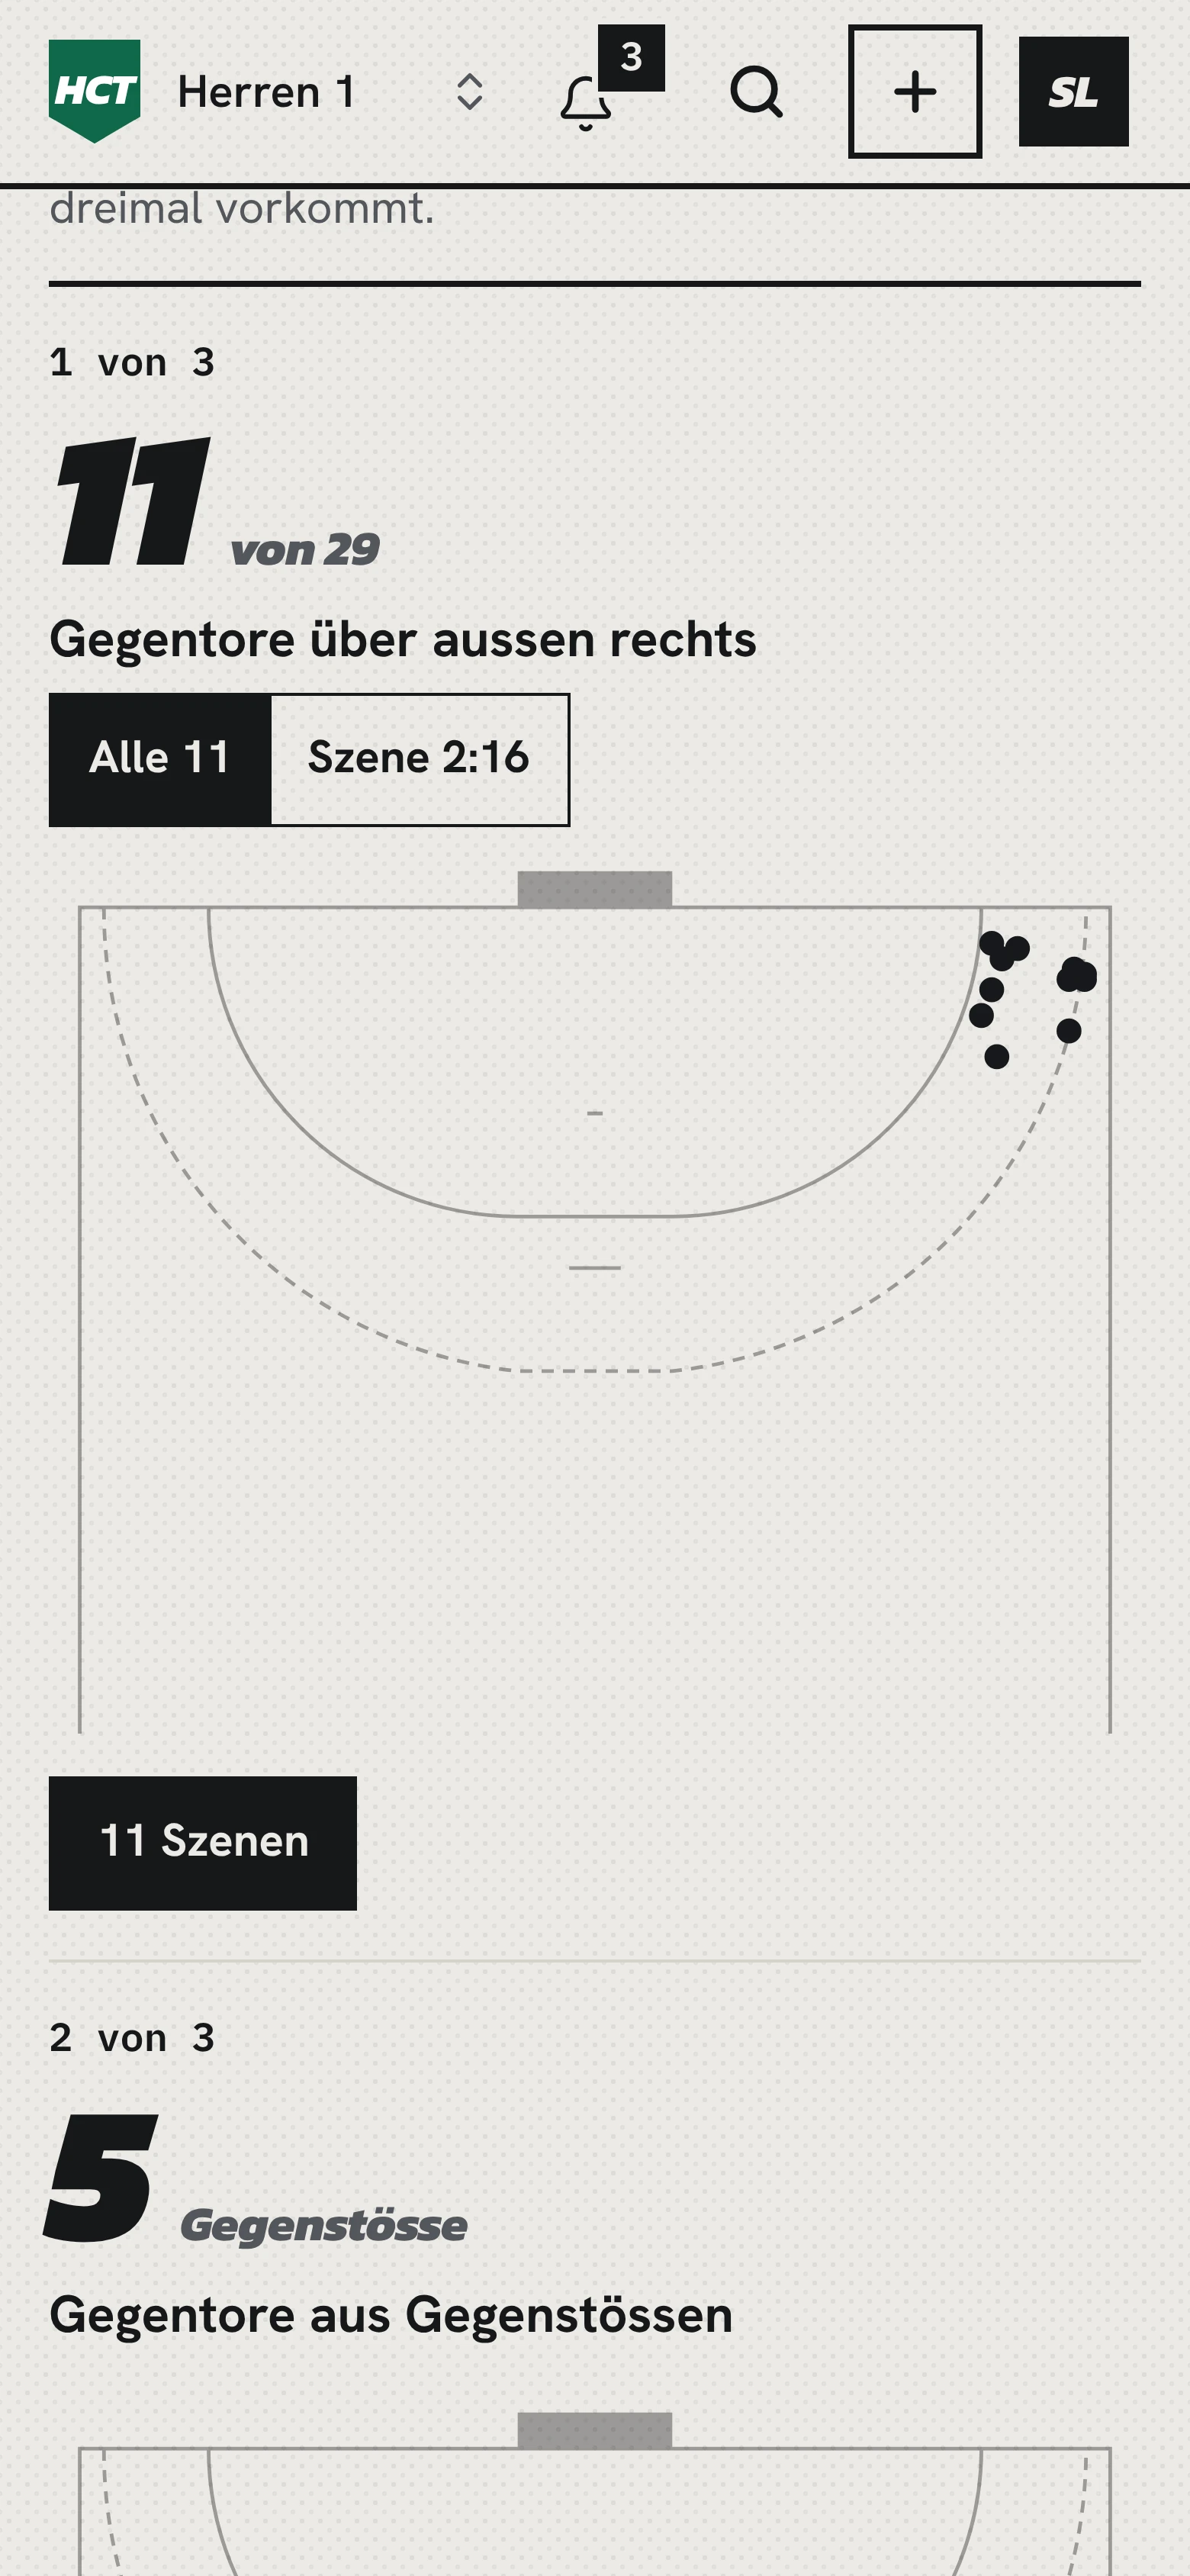 HCT
Herren 1
3
SL
dreimal vorkommt.
1 von 3
11 von 29
Gegentore über aussen rechts
Alle 11
Szene 2:16
11 Szenen
2 von 3
5 Gegenstösse
Gegentore aus Gegenstössen